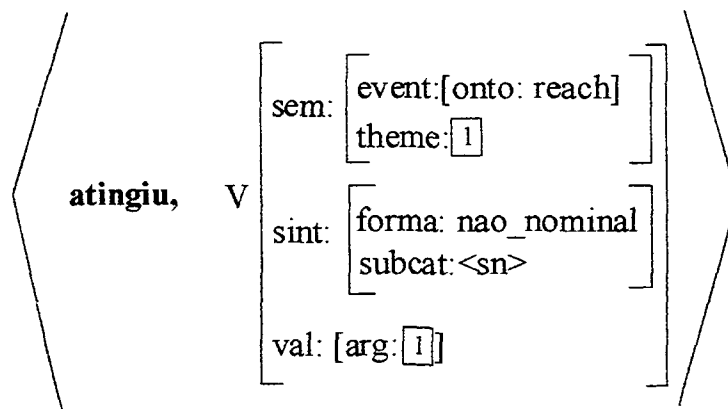 event:[onto: reach]
sem:
theme: 1
atingiu, V
forma: nao_nominal
sint:
subcat:<sn>
val: [arg: 1]